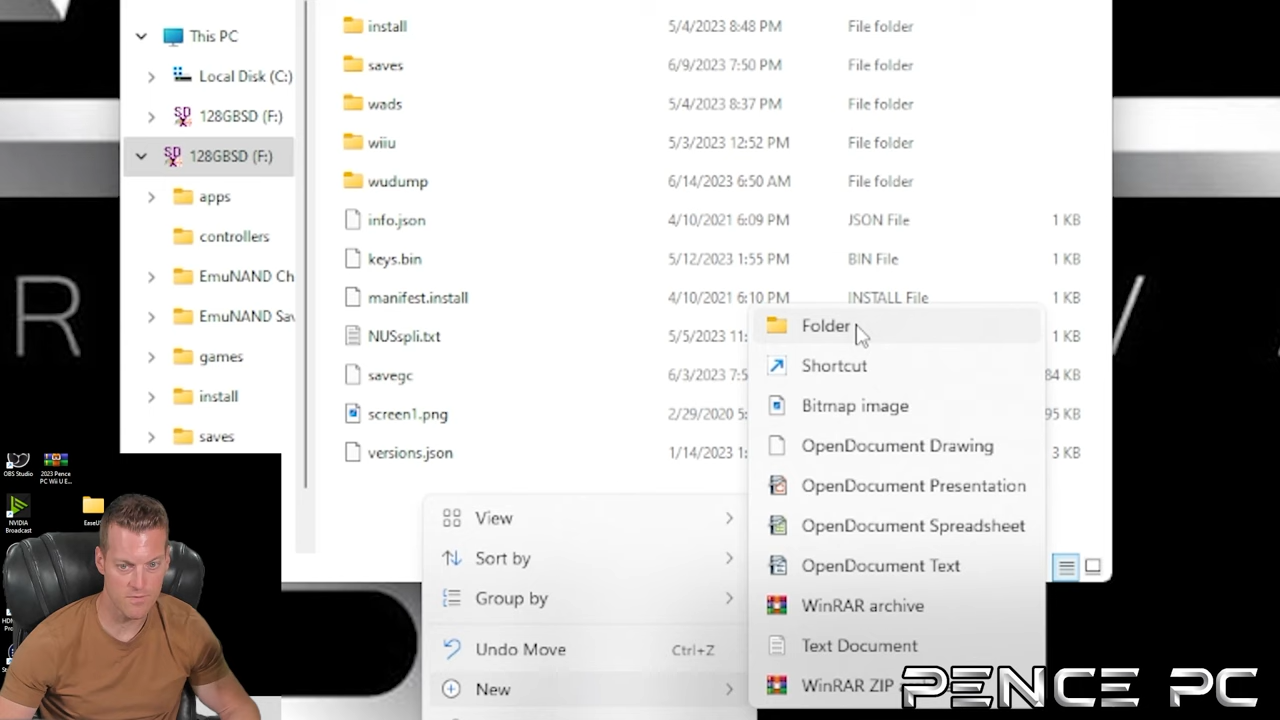 This PC
Local Disk (C:)
128GBSD (F:)
128GBSD (F:)
apps
controllers
EmuNAND Ch
EmuNAND Sav
games
install
saves
install 5/4/2023 8:48 PM File folder
saves 6/9/2023 7:50 PM File folder
wads 5/4/2023 8:37 PM File folder
wiiu 5/3/2023 12:52 PM File folder
wudump 6/14/2023 6:50 AM File folder
info.json 4/10/2021 6:09 PM JSON File 1 KB
keys.bin 5/12/2023 1:55 PM BIN File 1 KB
manifest.install 4/10/2021 6:10 PM INSTALL File 1 KB
NUSspli.txt 5/5/2023 11: 1 KB
savegc 6/3/2023 7:5 84 KB
screen1.png 2/29/2020 5: 95 KB
versions.json 1/14/2023 1: 3 KB
View
Sort by
Group by
Undo Move Ctrl+Z
New
Folder
Shortcut
Bitmap image
OpenDocument Drawing
OpenDocument Presentation
OpenDocument Spreadsheet
OpenDocument Text
WinRAR archive
Text Document
WinRAR ZIP
OBS Studio
2023 Pence
PC Wii U E...
NVIDIA
Broadcast
EaseUS
R
PENCE PC